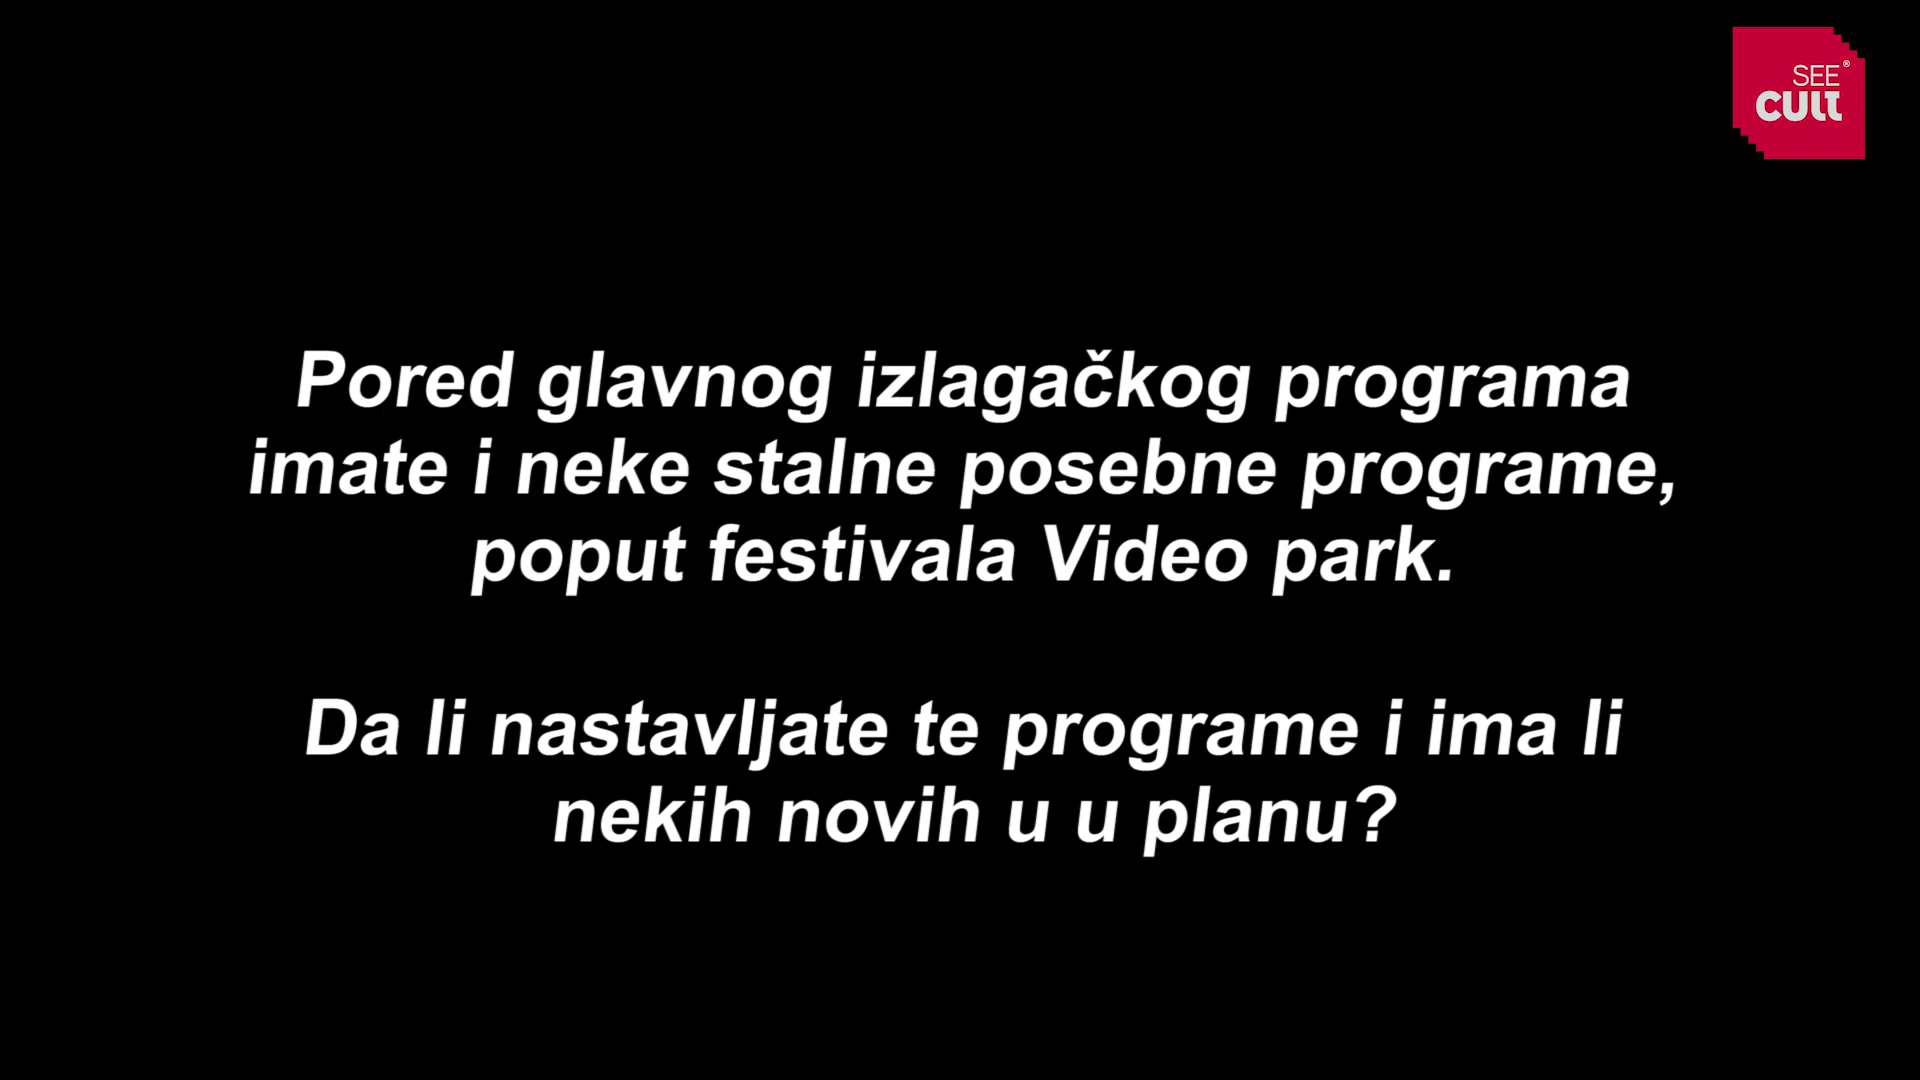 SEE®
CULT
Pored glavnog izlagačkog programa
imate i neke stalne posebne programe,
poput festivala Video park.
Da li nastavljate te programe i ima li
nekih novih u u planu?